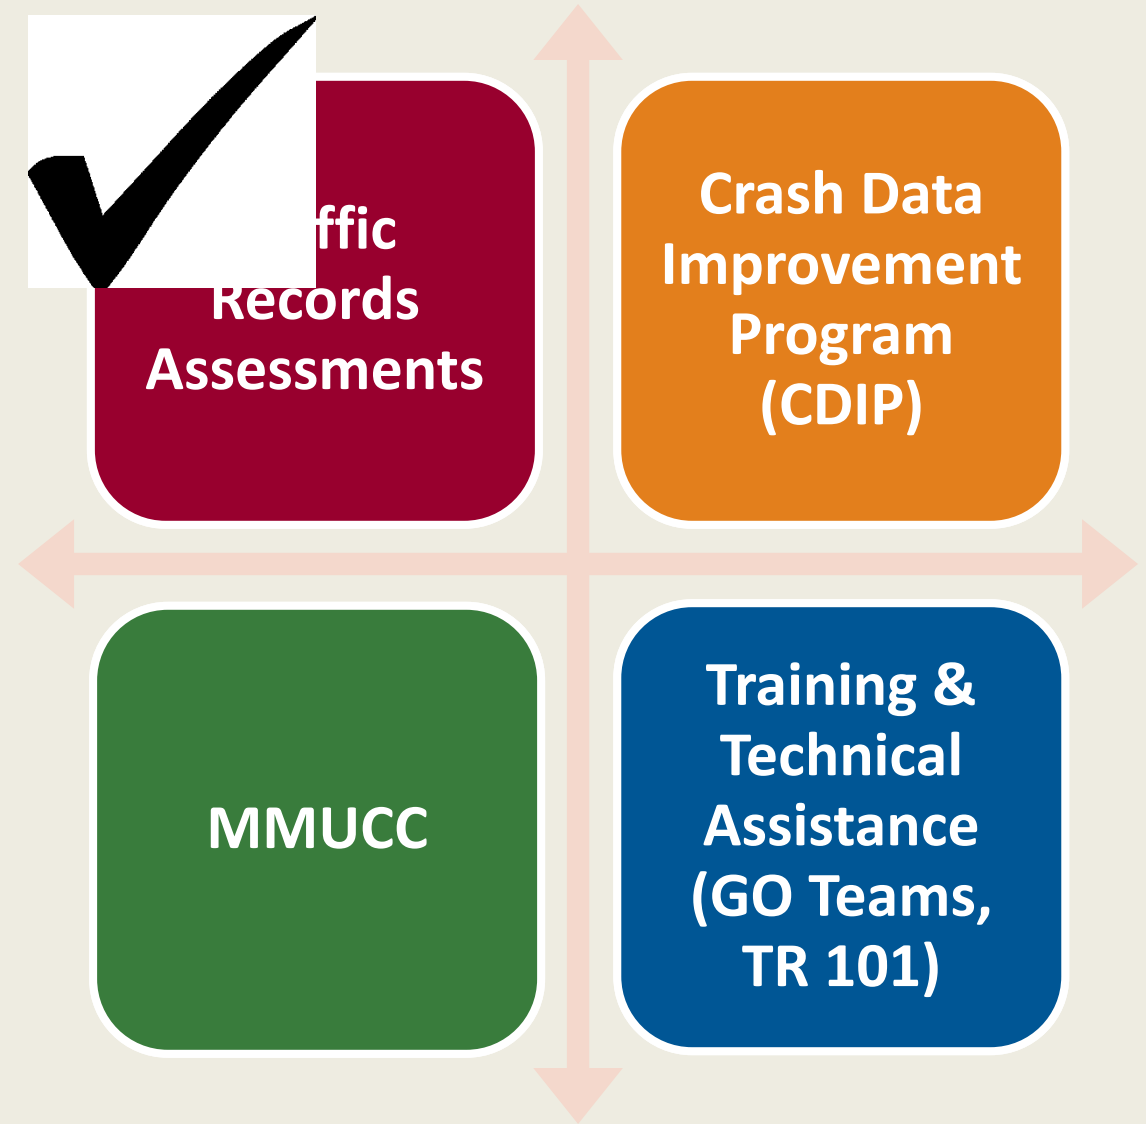 ffic
Records
Assessments
Crash Data
Improvement
Program
(CDIP)
MMUCC
Training &
Technical
Assistance
(GO Teams,
TR 101)